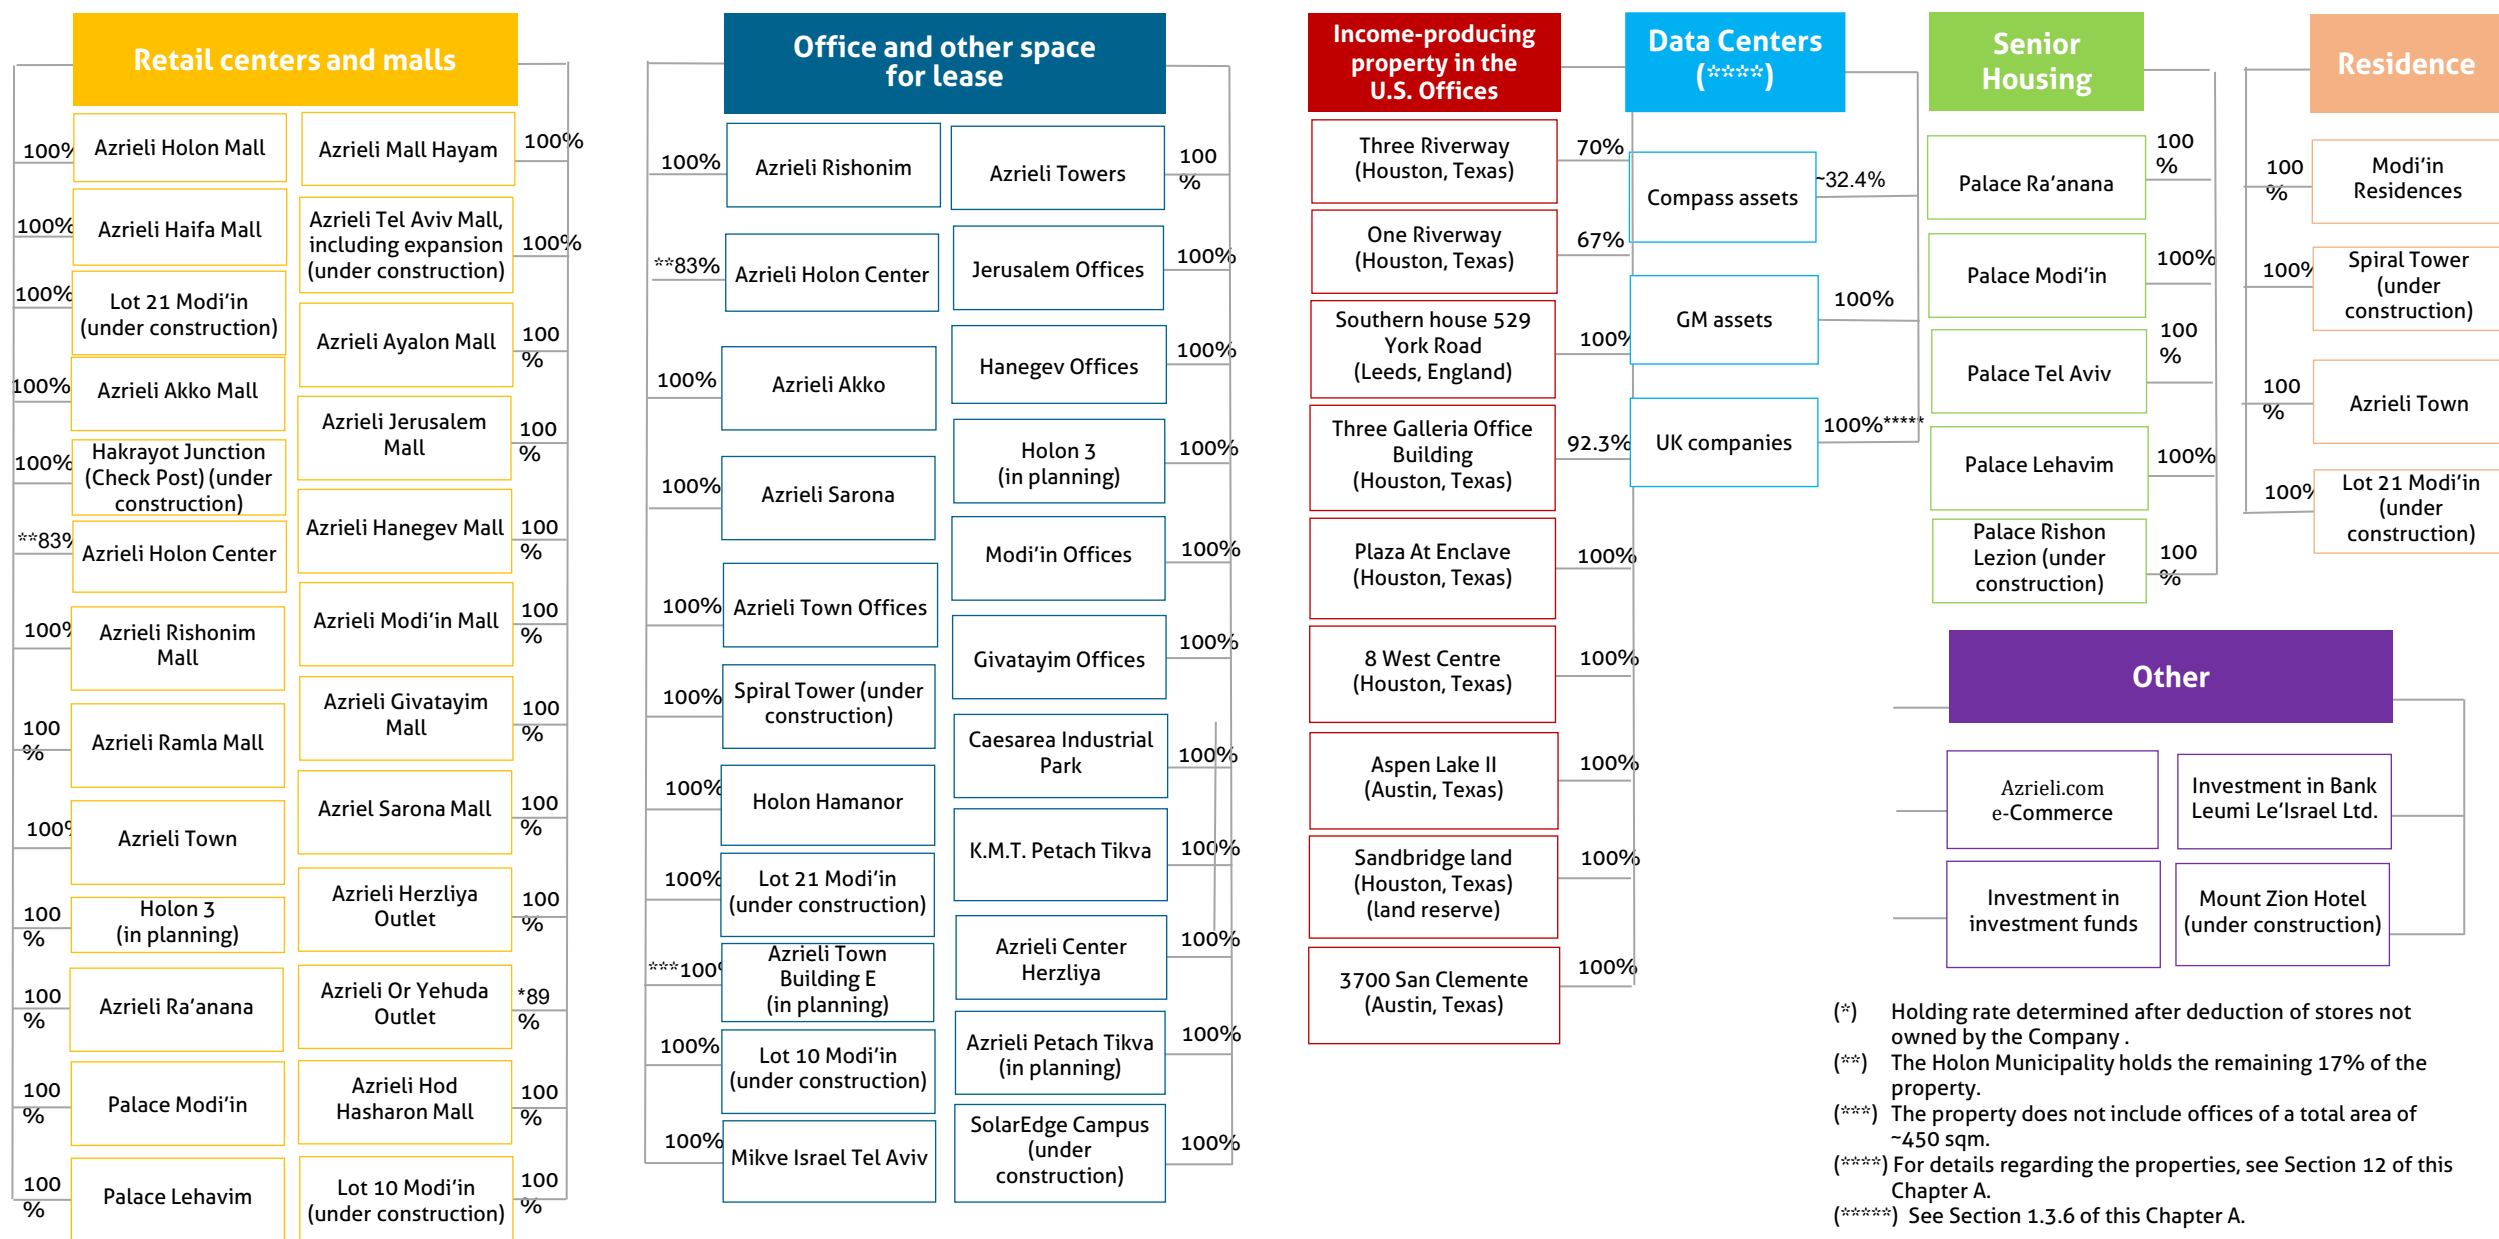 Retail centers and malls
100%
Azrieli Holon Mall
100%
Azrieli Haifa Mall
100%
Lot 21 Modi'in
(under construction)
100%
Azrieli Akko Mall
100%
Hakrayot Junction
(Check Post) (under
construction)
**83%
Azrieli Holon Center
100%
Azrieli Rishonim
Mall
100
%
Azrieli Ramla Mall
100%
Azrieli Town
100
%
Holon 3
(in planning)
100
%
Azrieli Ra'anana
100
%
Palace Modi'in
100
%
Palace Lehavim
Azrieli Mall Hayam
100%
Azrieli Tel Aviv Mall,
including expansion
(under construction)
100%
Azrieli Ayalon Mall
100
%
Azrieli Jerusalem
Mall
100
%
Azrieli Hanegev Mall
100
%
Azrieli Modi'in Mall
100
%
Azrieli Givatayim
Mall
100
%
Azriel Sarona Mall
100
%
Azrieli Herzliya
Outlet
100
%
Azrieli Or Yehuda
Outlet
*89
%
Azrieli Hod
Hasharon Mall
100
%
Lot 10 Modi'in
(under construction)
100
%
Office and other space
for lease
100%
Azrieli Rishonim
**83%
Azrieli Holon Center
100%
Azrieli Akko
100%
Azrieli Sarona
100%
Azrieli Town Offices
100%
Spiral Tower (under
construction)
100%
Holon Hamanor
100%
Lot 21 Modi'in
(under construction)
***100%
Azrieli Town
Building E
(in planning)
100%
Lot 10 Modi'in
(under construction)
100%
Mikve Israel Tel Aviv
Azrieli Towers
100
%
Jerusalem Offices
100%
Hanegev Offices
100%
Holon 3
(in planning)
100%
Modi'in Offices
100%
Givatayim Offices
100%
Caesarea Industrial
Park
100%
K.M.T. Petach Tikva
100%
Azrieli Center
Herzliya
100%
Azrieli Petach Tikva
(in planning)
100%
SolarEdge Campus
(under
construction)
100%
Income-producing
property in the
U.S. Offices
Three Riverway
(Houston, Texas)
70%
One Riverway
(Houston, Texas)
67%
Southern house 529
York Road
(Leeds, England)
100%
Three Galleria Office
Building
(Houston, Texas)
92.3%
Plaza At Enclave
(Houston, Texas)
100%
8 West Centre
(Houston, Texas)
100%
Aspen Lake II
(Austin, Texas)
100%
Sandbridge land
(Houston, Texas)
(land reserve)
100%
3700 San Clemente
(Austin, Texas)
100%
Data Centers
(****)
Compass assets
~32.4%
GM assets
100%
UK companies
100%*****
Senior
Housing
Palace Ra'anana
100
%
Palace Modi'in
100%
Palace Tel Aviv
100
%
Palace Lehavim
100%
Palace Rishon
Lezion (under
construction)
100
%
Residence
100
%
Modi'in
Residences
100%
Spiral Tower
(under
construction)
100
%
Azrieli Town
100%
Lot 21 Modi'in
(under
construction)
Other
Azrieli.com
e-Commerce
Investment in Bank
Leumi Le'Israel Ltd.
Investment in
investment funds
Mount Zion Hotel
(under construction)
(*) Holding rate determined after deduction of stores not
owned by the Company .
(**) The Holon Municipality holds the remaining 17% of the
property.
(***) The property does not include offices of a total area of
~450 sqm.
(****) For details regarding the properties, see Section 12 of this
Chapter A.
(*****) See Section 1.3.6 of this Chapter A.